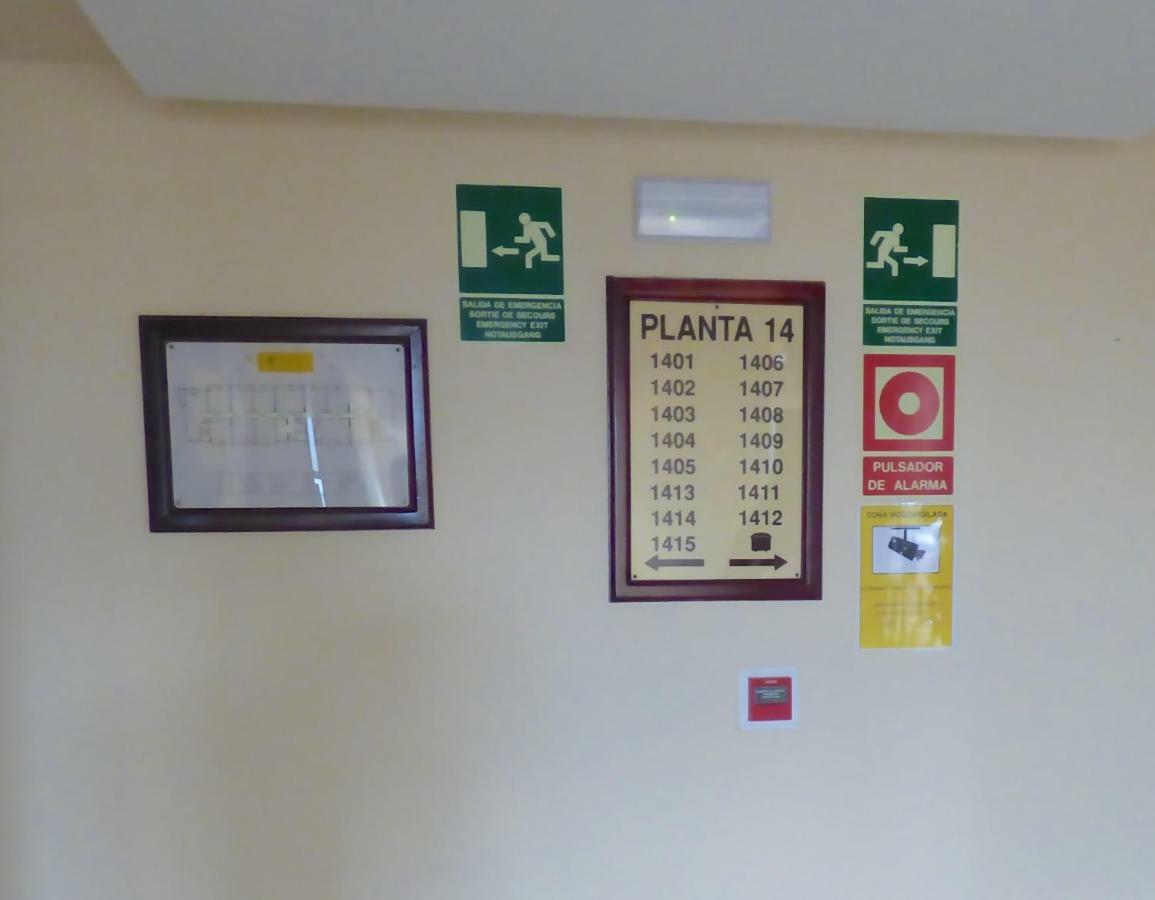 SALIDA DE EMERGENCIA
SORTIE DE SECOURS
EMERGENCY EXIT
NOTAUSGANG
PLANTA 14
1401 1406
1402 1407
1403 1408
1404 1409
1405 1410
1413 1411
1414 1412
1415
SALIDA DE EMERGENCIA
SORTIE DE SECOURS
EMERGENCY EXIT
NOTAUSGANG
PULSADOR
DE ALARMA
ZONA VIDEOVIGILADA